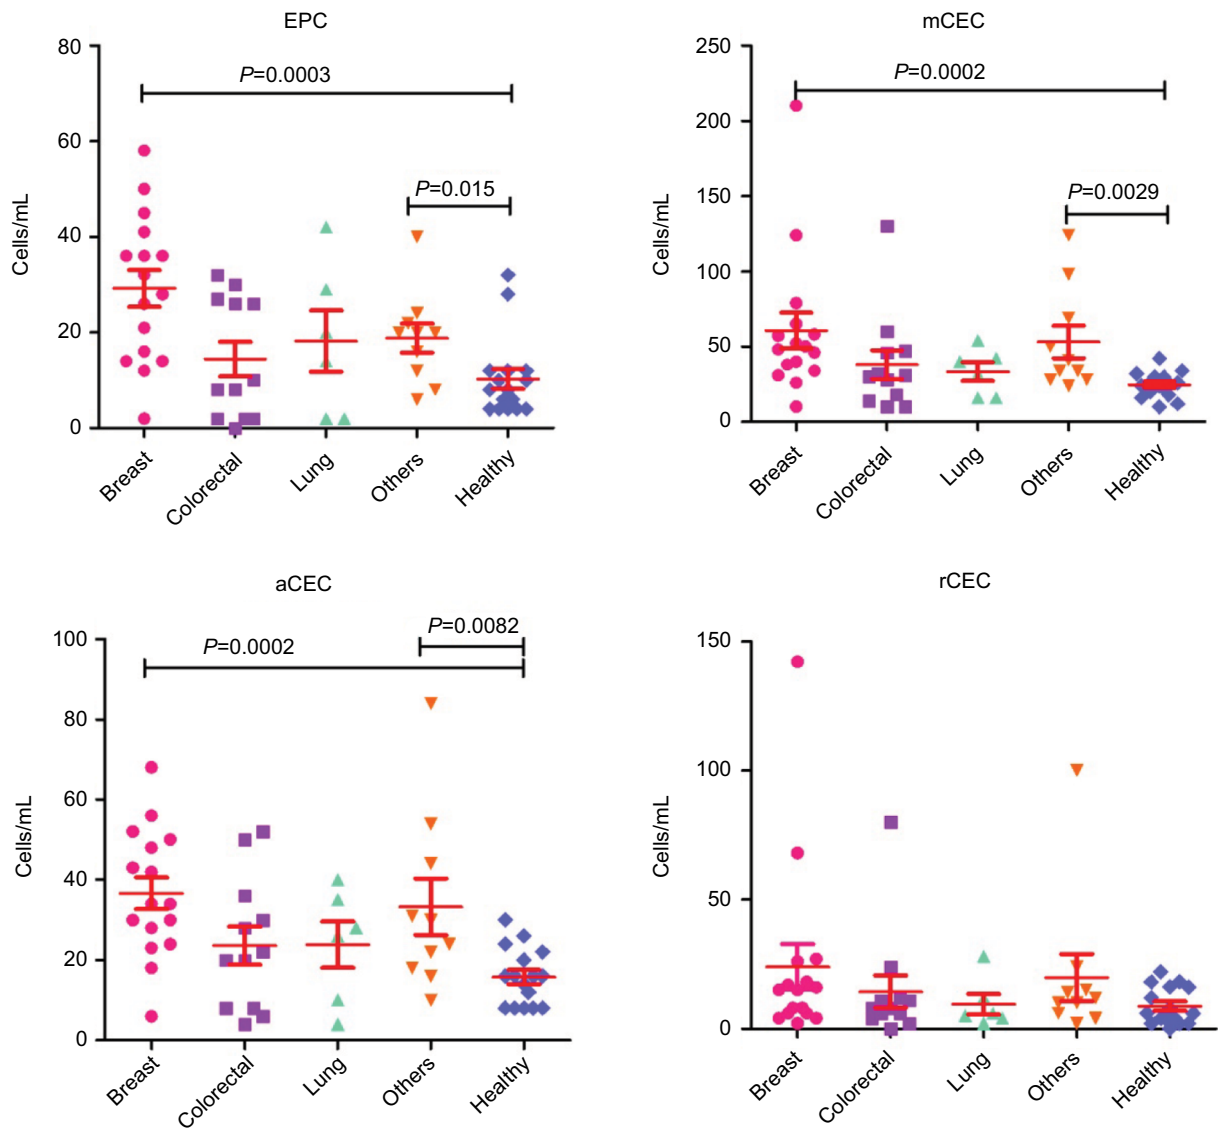 EPC
80
60
40
20
0
Cells/mL
P=0.0003
P=0.015
Breast
Colorectal
Lung
Others
Healthy
mCEC
250
200
150
100
50
0
Cells/mL
P=0.0002
P=0.0029
Breast
Colorectal
Lung
Others
Healthy
aCEC
100
80
60
40
20
0
Cells/mL
P=0.0082
P=0.0002
Breast
Colorectal
Lung
Others
Healthy
rCEC
150
100
50
0
Cells/mL
Breast
Colorectal
Lung
Others
Healthy